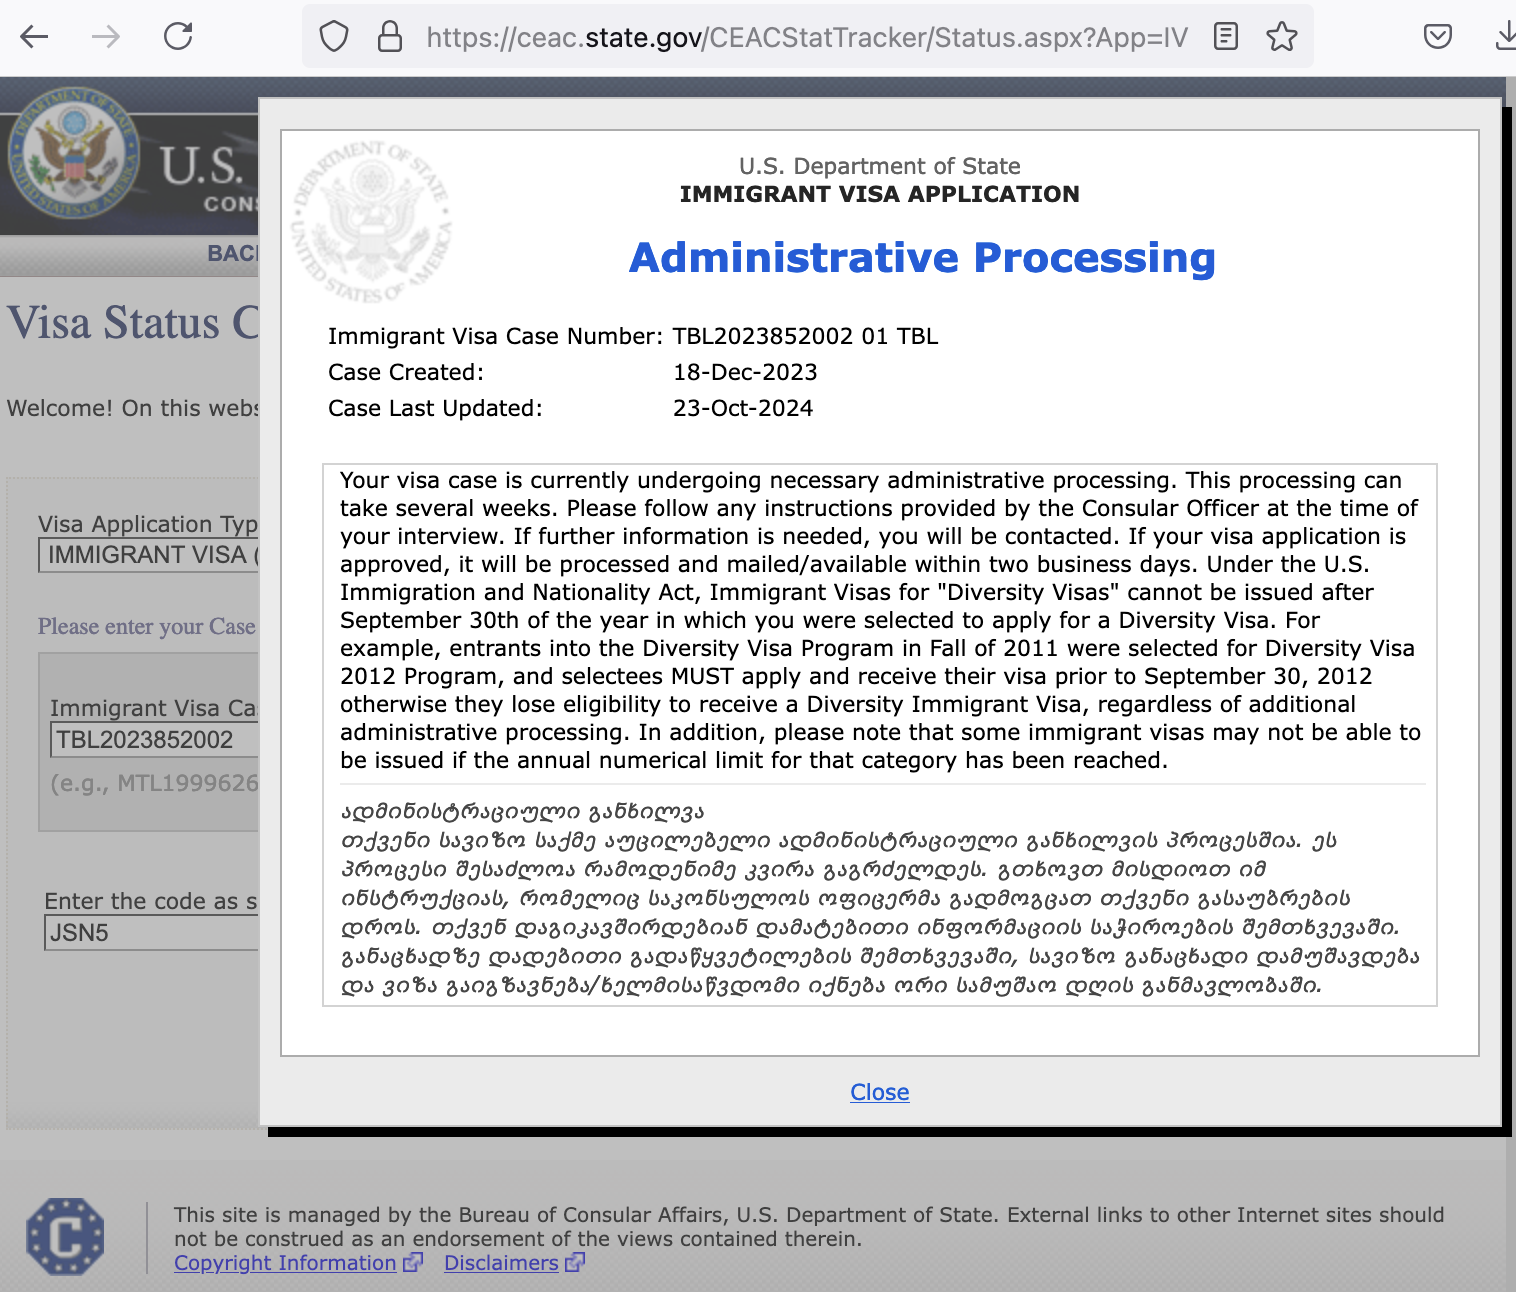 https://ceac.state.gov/CEACStatTracker/Status.aspx?App=IV
U.S.
BAC
Visa Status C
Welcome! On this webs
Visa Application Typ
IMMIGRANT VISA (
Please enter your Case
Immigrant Visa Ca
TBL2023852002
(e.g., MTL1999626
Enter the code as s
JSN5
DEPARTMENT OF STATE
UNITED STATES OF AMERICA
U.S. Department of State
IMMIGRANT VISA APPLICATION
Administrative Processing
Immigrant Visa Case Number: TBL2023852002 01 TBL
Case Created: 18-Dec-2023
Case Last Updated: 23-Oct-2024
Your visa case is currently undergoing necessary administrative processing. This processing can
take several weeks. Please follow any instructions provided by the Consular Officer at the time of
your interview. If further information is needed, you will be contacted. If your visa application is
approved, it will be processed and mailed/available within two business days. Under the U.S.
Immigration and Nationality Act, Immigrant Visas for "Diversity Visas" cannot be issued after
September 30th of the year in which you were selected to apply for a Diversity Visa. For
example, entrants into the Diversity Visa Program in Fall of 2011 were selected for Diversity Visa
2012 Program, and selectees MUST apply and receive their visa prior to September 30, 2012
otherwise they lose eligibility to receive a Diversity Immigrant Visa, regardless of additional
administrative processing. In addition, please note that some immigrant visas may not be able to
be issued if the annual numerical limit for that category has been reached.
ადმინისტრაციული განხილვა
თქვენი სავიზო საქმე აუცილებელი ადმინისტრაციული განხილვის პროცესშია. ეს
პროცესი შესაძლოა რამოდენიმე კვირა გაგრძელდეს. გთხოვთ მისდიოთ იმ
ინსტრუქციას, რომელიც საკონსულოს ოფიცერმა გადმოგცათ თქვენი გასაუბრების
დროს. თქვენ დაგიკავშირდებიან დამატებითი ინფორმაციის საჭიროების შემთხვევაში.
განაცხადზე დადებითი გადაწყვეტილების შემთხვევაში, სავიზო განაცხადი დამუშავდება
და ვიზა გაიგზავნება/ხელმისაწვდომი იქნება ორი სამუშაო დღის განმავლობაში.
Close
This site is managed by the Bureau of Consular Affairs, U.S. Department of State. External links to other Internet sites should
not be construed as an endorsement of the views contained therein.
Copyright Information Disclaimers